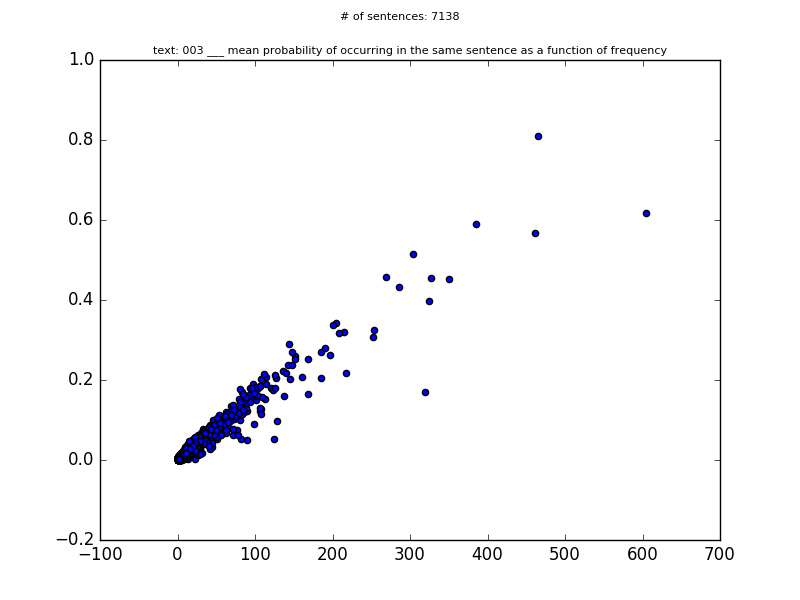 # of sentences: 7138
text: 003 ___ mean probability of occurring in the same sentence as a function of frequency
1.0
0.8
0.6
0.4
0.2
0.0
−0.2
−100 0 100 200 300 400 500 600 700